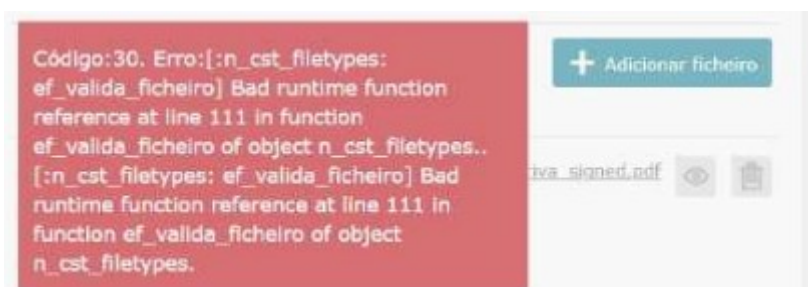 Código:30. Erro:[:n_cst_filetypes:
ef_valida_ficheiro] Bad runtime function
reference at line 111 in function
ef_valida_ficheiro of object n_cst_filetypes..
[:n_cst_filetypes: ef_valida_ficheiro] Bad
runtime function reference at line 111 in
function ef_valida_ficheiro of object
n_cst_filetypes.
+ Adicionar ficheiro
iva_signed.pdf